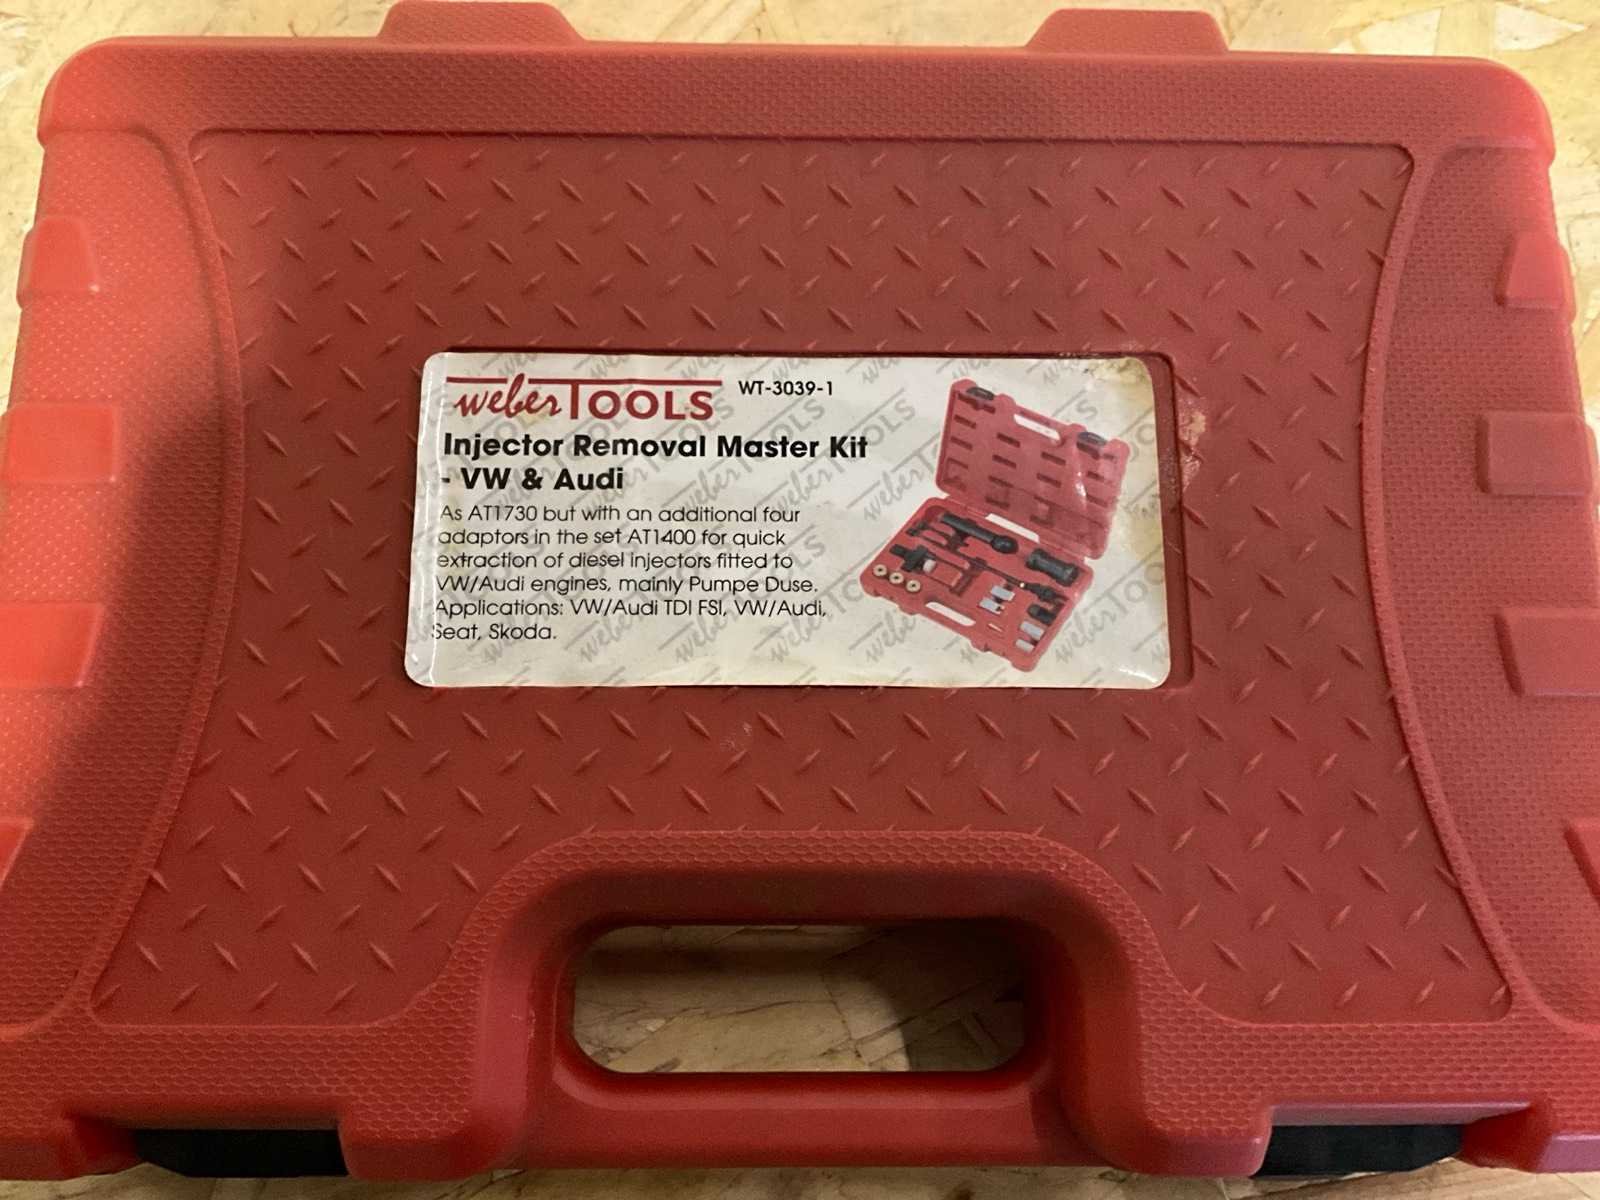 weber TOOLS WT-3039-1
Injector Removal Master Kit
- VW & Audi
As AT1730 but with an additional four
adaptors in the set AT1400 for quick
extraction of diesel injectors fitted to
VW/Audi engines, mainly Pumpe Duse.
Applications: VW/Audi TDI FSI, VW/Audi,
Seat, Skoda.